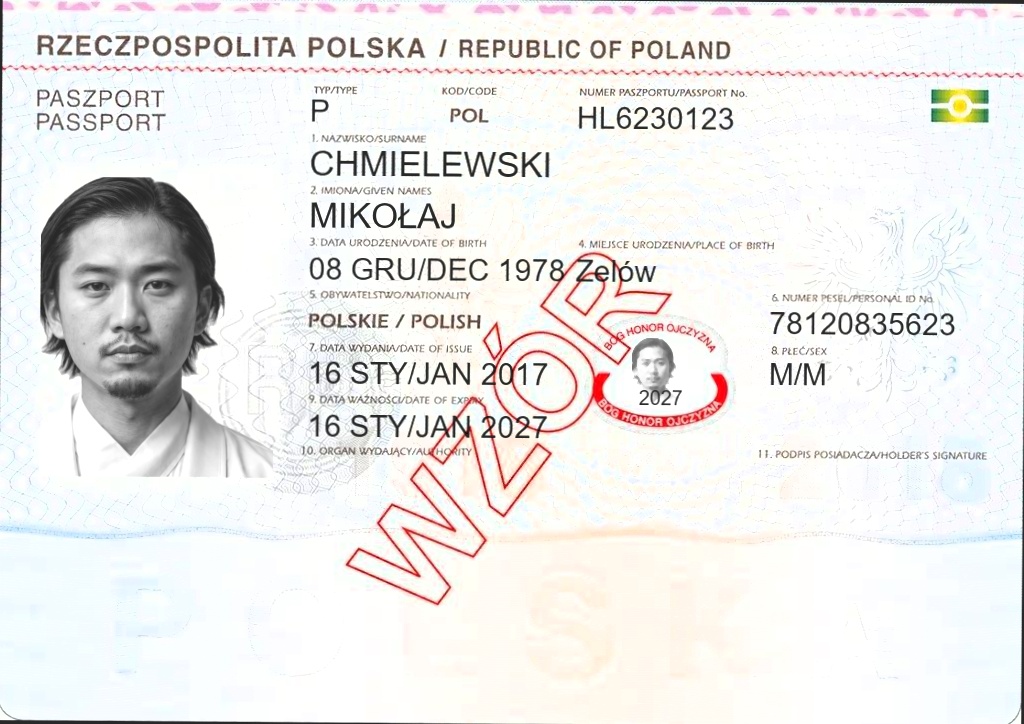 RZECZPOSPOLITA POLSKA / REPUBLIC OF POLAND
PASZPORT
PASSPORT
TYP/TYPE
KOD/CODE
NUMER PASZPORTU/PASSPORT No.
P
POL
HL6230123
1. NAZWISKO/SURNAME
CHMIELEWSKI
2. IMIONA/GIVEN NAMES
MIKOŁAJ
3. DATA URODZENIA/DATE OF BIRTH
4. MIEJSCE URODZENIA/PLACE OF BIRTH
08 GRU/DEC 1978 Zelów
5. OBYWATELSTWO/NATIONALITY
6. NUMER PESEL/PERSONAL ID No.
POLSKIE / POLISH
78120835623
7. DATA WYDANIA/DATE OF ISSUE
8. PŁEĆ/SEX
16 STY/JAN 2017
M/M
9. DATA WAŻNOŚCI/DATE OF EXPIRY
16 STY/JAN 2027
10. ORGAN WYDAJĄCY/AUTHORITY
11. PODPIS POSIADACZA/HOLDER'S SIGNATURE
BÓG HONOR OJCZYZNA
2027
BÓG HONOR OJCZYZNA
WZÓR